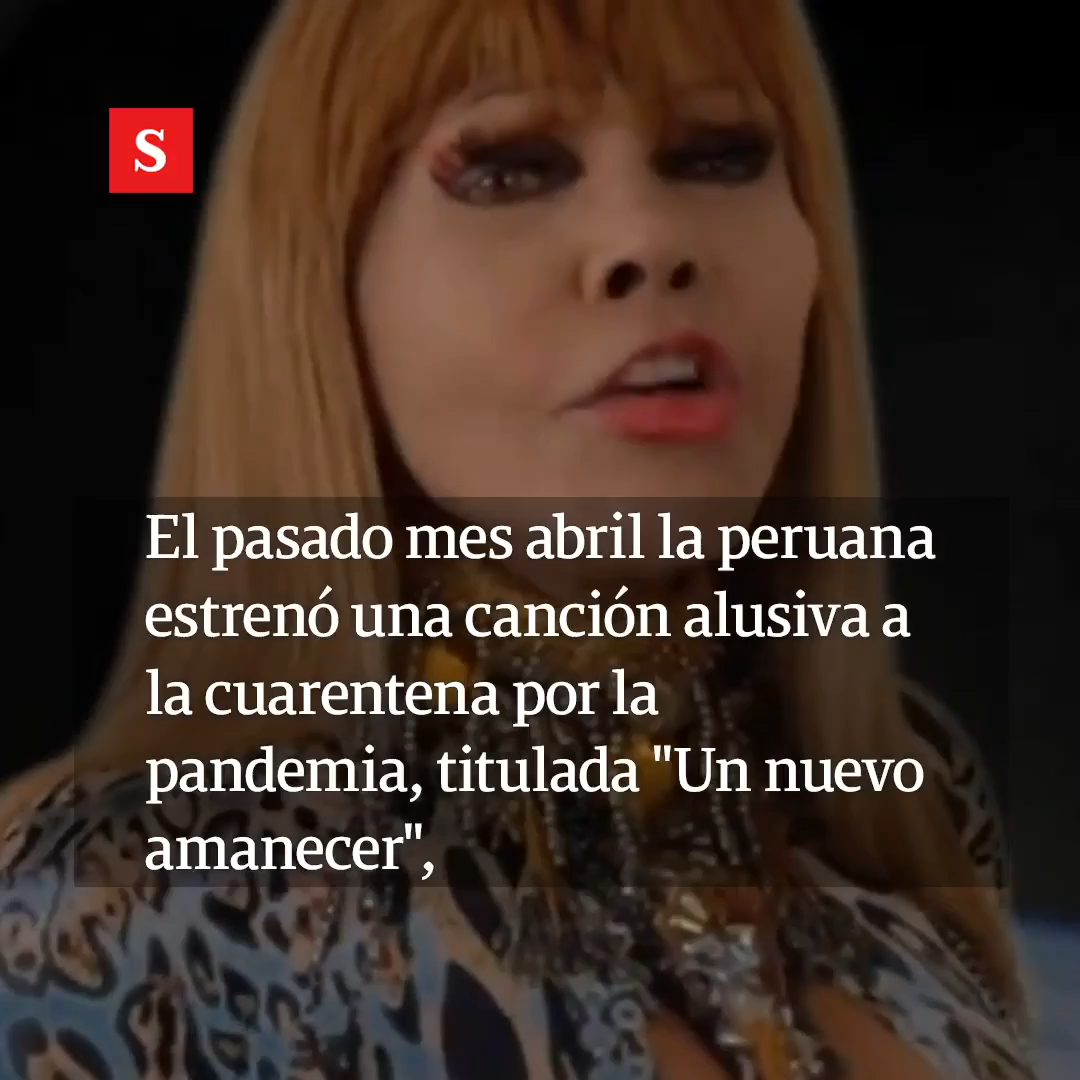 S
El pasado mes abril la peruana
estrenó una canción alusiva a
la cuarentena por la
pandemia, titulada "Un nuevo
amanecer",